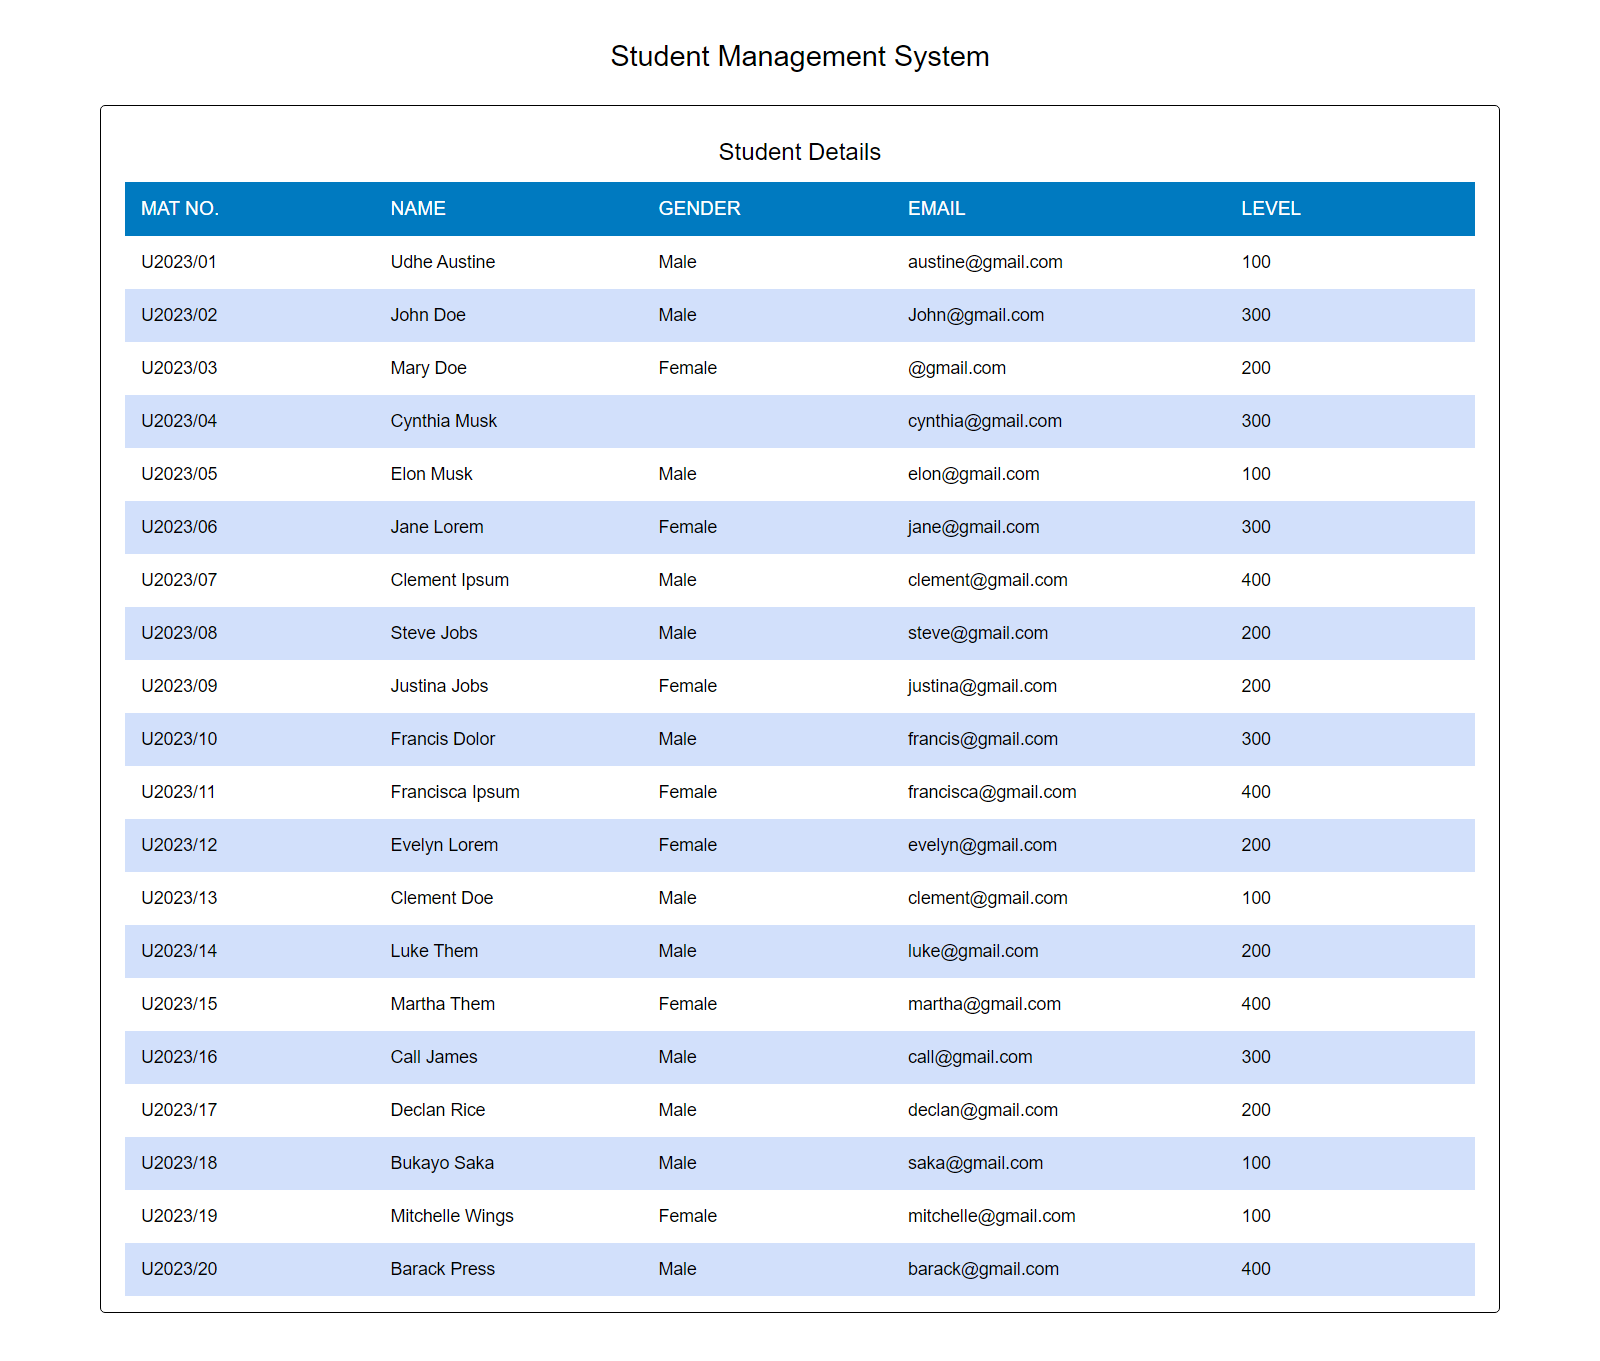 Student Management System
Student Details
MAT NO. NAME GENDER EMAIL LEVEL
U2023/01 Udhe Austine Male austine@gmail.com 100
U2023/02 John Doe Male John@gmail.com 300
U2023/03 Mary Doe Female @gmail.com 200
U2023/04 Cynthia Musk cynthia@gmail.com 300
U2023/05 Elon Musk Male elon@gmail.com 100
U2023/06 Jane Lorem Female jane@gmail.com 300
U2023/07 Clement Ipsum Male clement@gmail.com 400
U2023/08 Steve Jobs Male steve@gmail.com 200
U2023/09 Justina Jobs Female justina@gmail.com 200
U2023/10 Francis Dolor Male francis@gmail.com 300
U2023/11 Francisca Ipsum Female francisca@gmail.com 400
U2023/12 Evelyn Lorem Female evelyn@gmail.com 200
U2023/13 Clement Doe Male clement@gmail.com 100
U2023/14 Luke Them Male luke@gmail.com 200
U2023/15 Martha Them Female martha@gmail.com 400
U2023/16 Call James Male call@gmail.com 300
U2023/17 Declan Rice Male declan@gmail.com 200
U2023/18 Bukayo Saka Male saka@gmail.com 100
U2023/19 Mitchelle Wings Female mitchelle@gmail.com 100
U2023/20 Barack Press Male barack@gmail.com 400